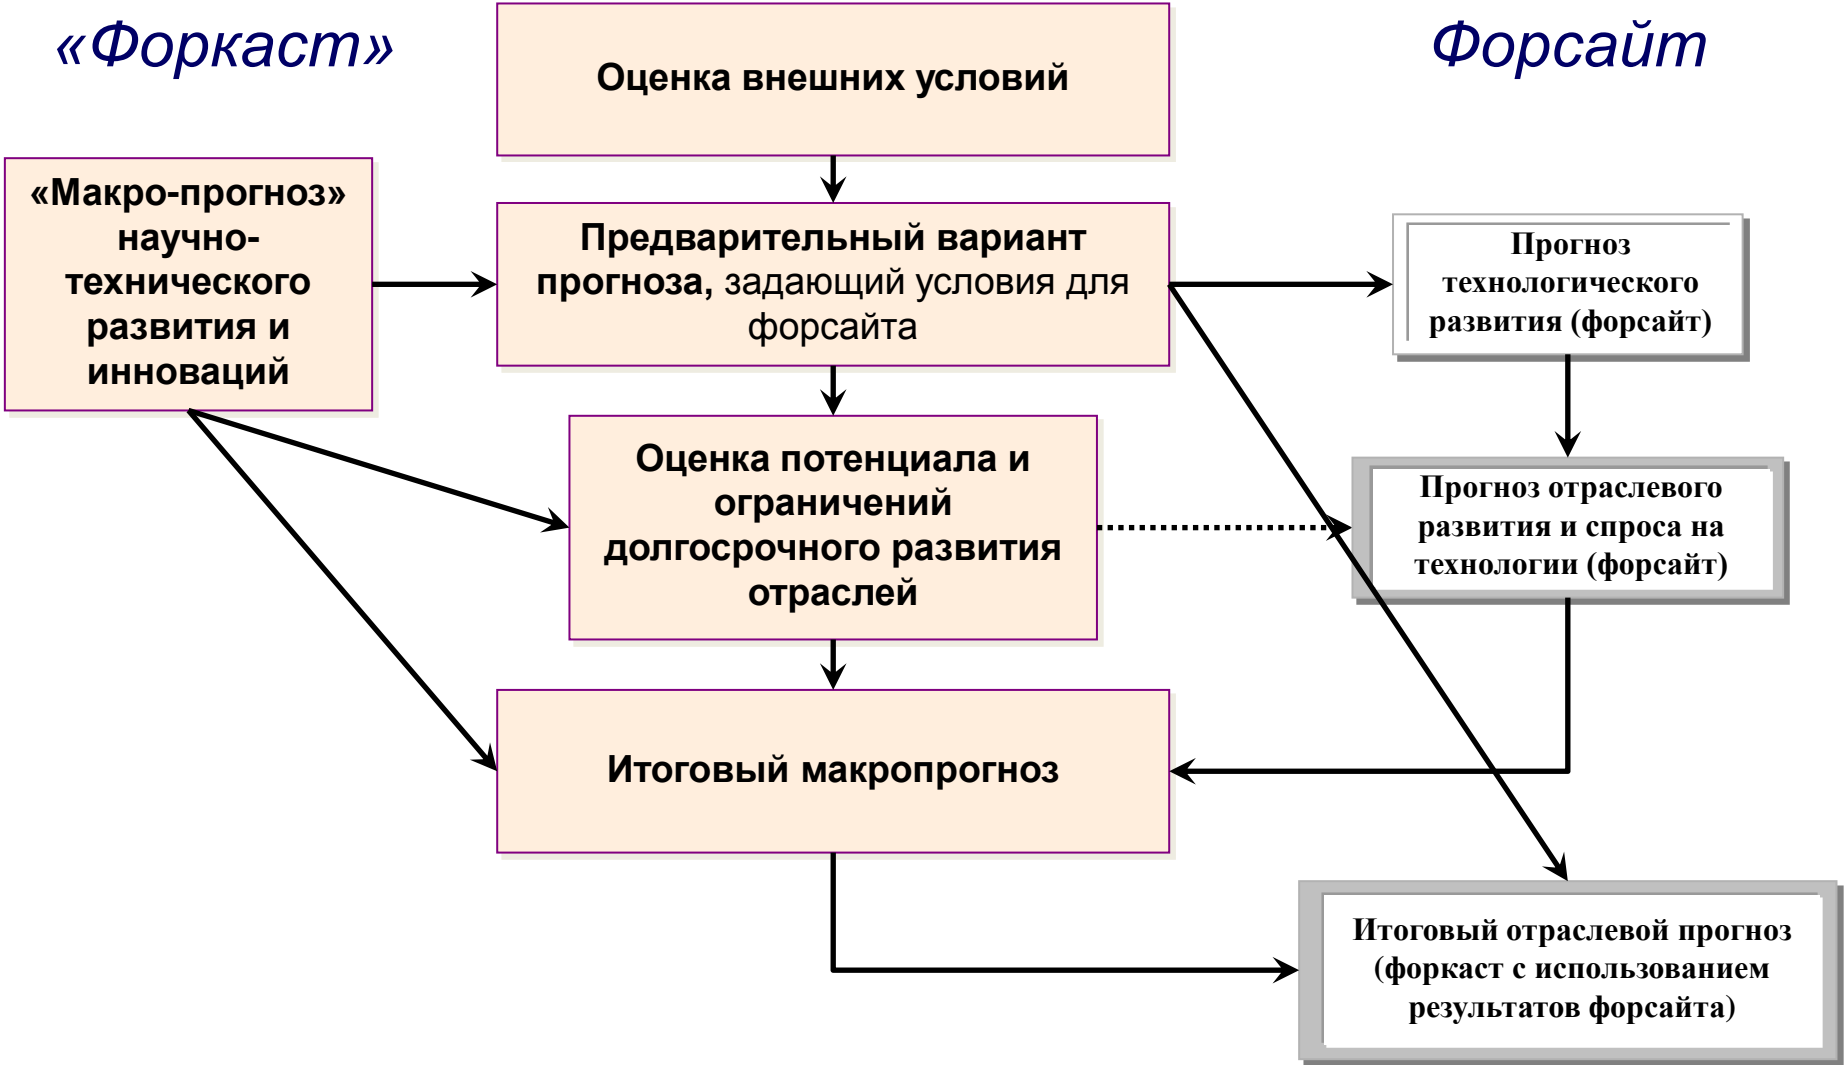 «Форкаст»
Форсайт
Оценка внешних условий
«Макро-прогноз»
научно-
технического
развития и
инноваций
Предварительный вариант
прогноза, задающий условия для
форсайта
Прогноз
технологического
развития (форсайт)
Оценка потенциала и
ограничений
долгосрочного развития
отраслей
Прогноз отраслевого
развития и спроса на
технологии (форсайт)
Итоговый макропрогноз
Итоговый отраслевой прогноз
(форкаст с использованием
результатов форсайта)